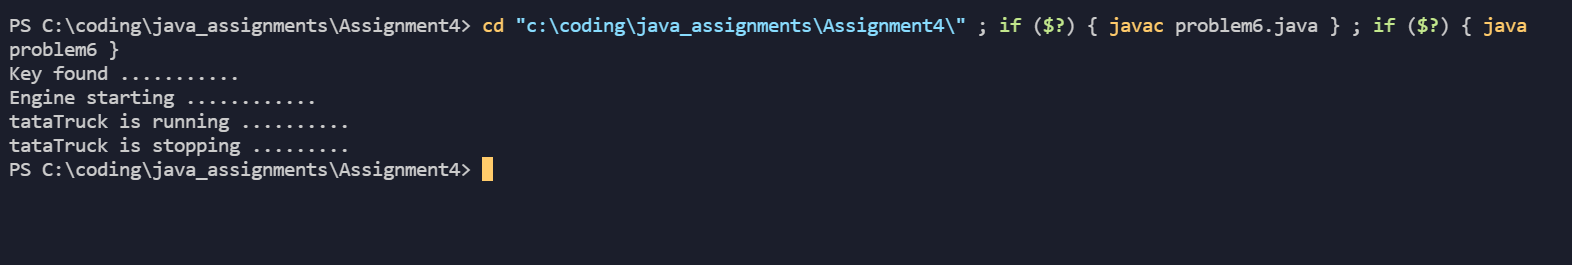 PS C:\coding\java_assignments\Assignment4> cd "c:\coding\java_assignments\Assignment4\" ; if ($?) { javac problem6.java } ; if ($?) { java
problem6 }
Key found ...........
Engine starting ............
tataTruck is running ..........
tataTruck is stopping .........
PS C:\coding\java_assignments\Assignment4>